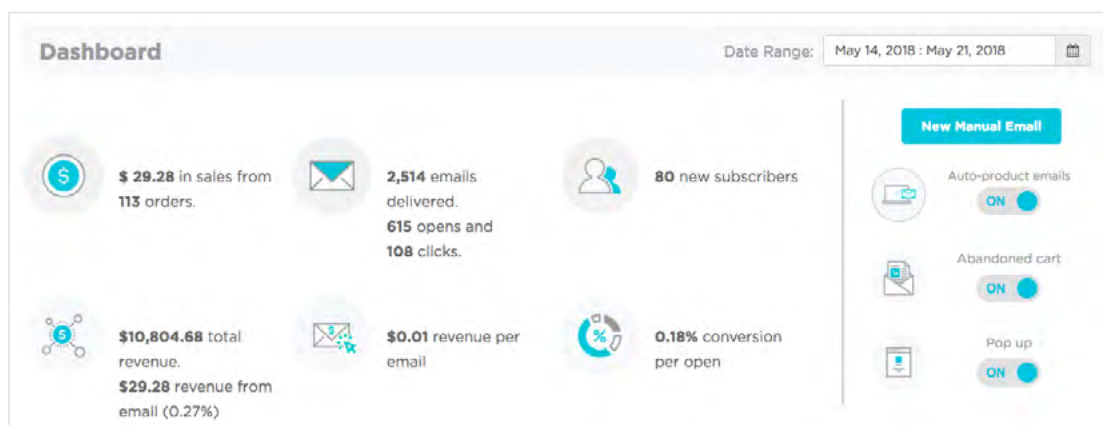 Dashboard
Date Range:
May 14, 2018 : May 21, 2018
New Manual Email
$ 29.28 in sales from
113 orders.
2,514 emails
delivered.
615 opens and
108 clicks.
80 new subscribers
Auto-product emails
ON
Abandoned cart
ON
$10,804.68 total
revenue.
$29.28 revenue from
email (0.27%)
$0.01 revenue per
email
0.18% conversion
per open
Pop up
ON